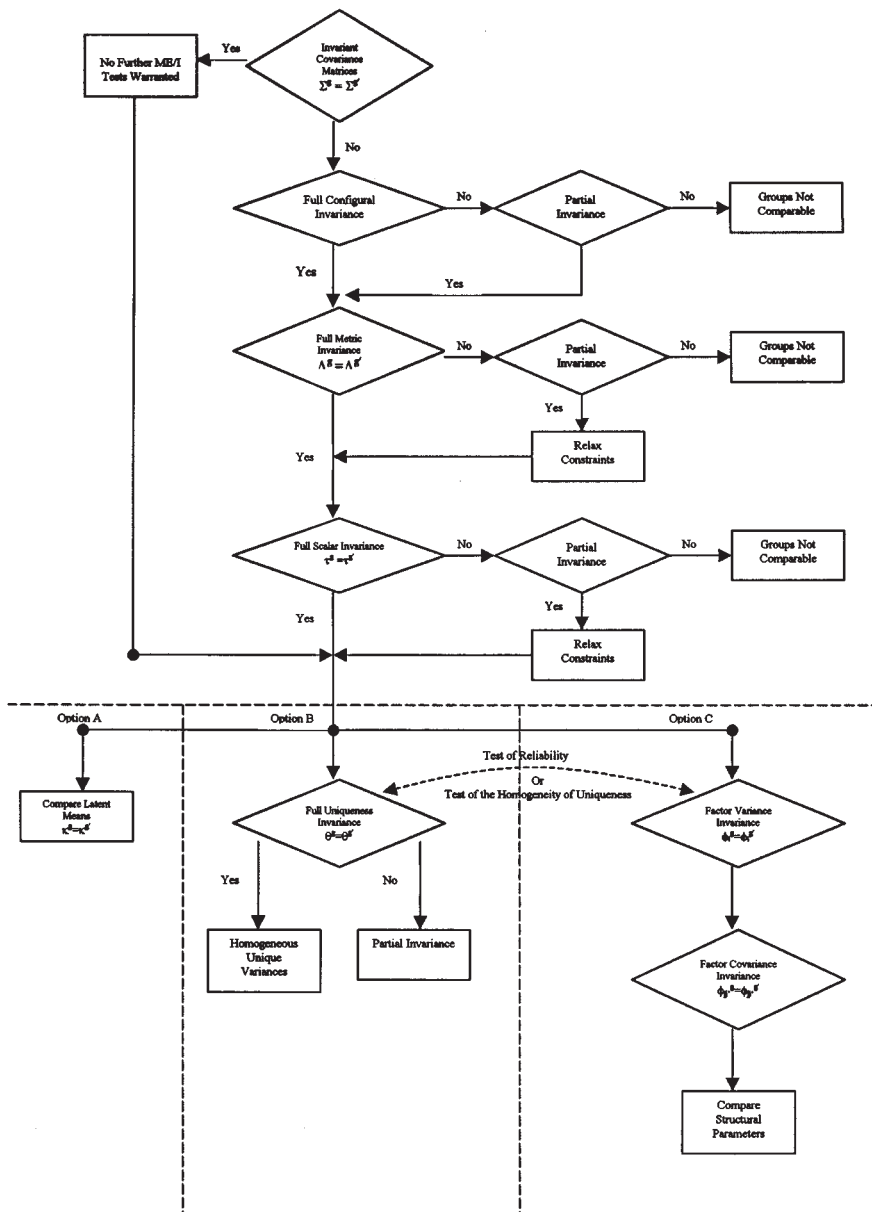 Yes
No Further ME/I
Tests Warranted
Invariant
Covariance
Matrices
Σᵍ = Σᵍ′
No
Full Configural
Invariance
No
Partial
Invariance
No
Groups Not
Comparable
Yes
Yes
Full Metric
Invariance
Λᵍ = Λᵍ′
No
Partial
Invariance
No
Groups Not
Comparable
Yes
Relax
Constraints
Yes
Full Scalar Invariance
τᵍ =τᵍ′
No
Partial
Invariance
No
Groups Not
Comparable
Yes
Yes
Relax
Constraints
Option A
Option B
Option C
Test of Reliability
Or
Test of the Homogeneity of Uniqueness
Compare Latent
Means
κᵍ=κᵍ′
Full Uniqueness
Invariance
Θᵍ=Θᵍ′
Factor Variance
Invariance
Yes
No
Homogeneous
Unique
Variances
Partial Invariance
Factor Covariance
Invariance
Compare
Structural
Parameters